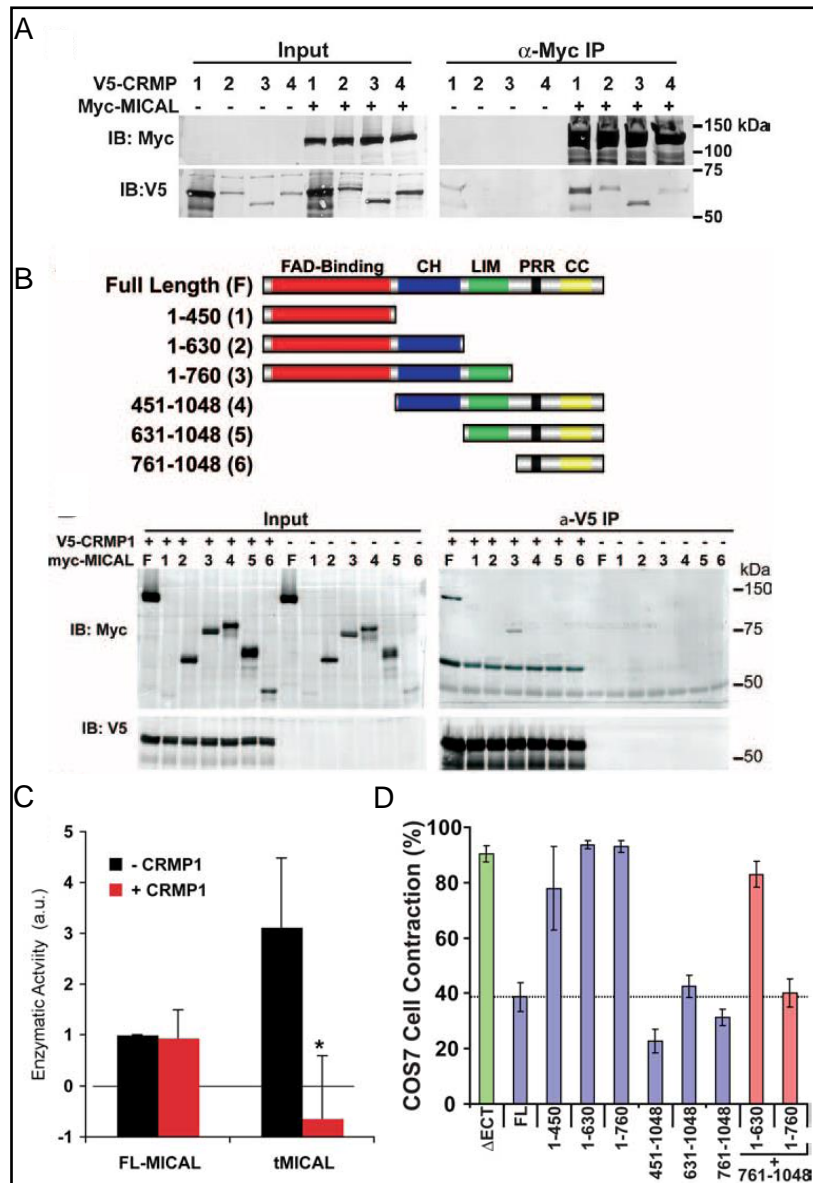 A
Input
α-Myc IP
V5-CRMP 1 2 3 4 1 2 3 4 1 2 3 4 1 2 3 4
Myc-MICAL - - - - + + + + - - - - + + + +
IB: Myc
150 kDa
100
IB:V5
75
50
B
FAD-Binding CH LIM PRR CC
Full Length (F)
1-450 (1)
1-630 (2)
1-760 (3)
451-1048 (4)
631-1048 (5)
761-1048 (6)
Input
a-V5 IP
V5-CRMP1 + + + + + + + - - - - - - - + + + + + + + - - - - - - -
myc-MICAL F 1 2 3 4 5 6 F 1 2 3 4 5 6 F 1 2 3 4 5 6 F 1 2 3 4 5 6
kDa
IB: Myc
150
75
50
IB: V5
50
C
Enzymatic Actviity (a.u.)
5
4
3
2
1
0
-1
- CRMP1
+ CRMP1
*
FL-MICAL
tMICAL
D
COS7 Cell Contraction (%)
100
80
60
40
20
0
ΔECT
FL
1-450
1-630
1-760
451-1048
631-1048
761-1048
1-630
1-760
+
761-1048